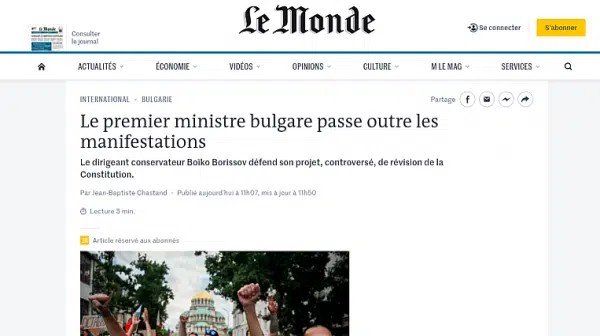 Le Monde
Consulter
le journal
Se connecter
S'abonner
ACTUALITÉS
ÉCONOMIE
VIDÉOS
OPINIONS
CULTURE
M LE MAG
SERVICES
INTERNATIONAL • BULGARIE
Partage
Le premier ministre bulgare passe outre les
manifestations
Le dirigeant conservateur Boïko Borissov défend son projet, controversé, de révision de la
Constitution.
Par Jean-Baptiste Chastand • Publié aujourd'hui à 11h07, mis à jour à 11h50
Lecture 3 min.
Article réservé aux abonnés